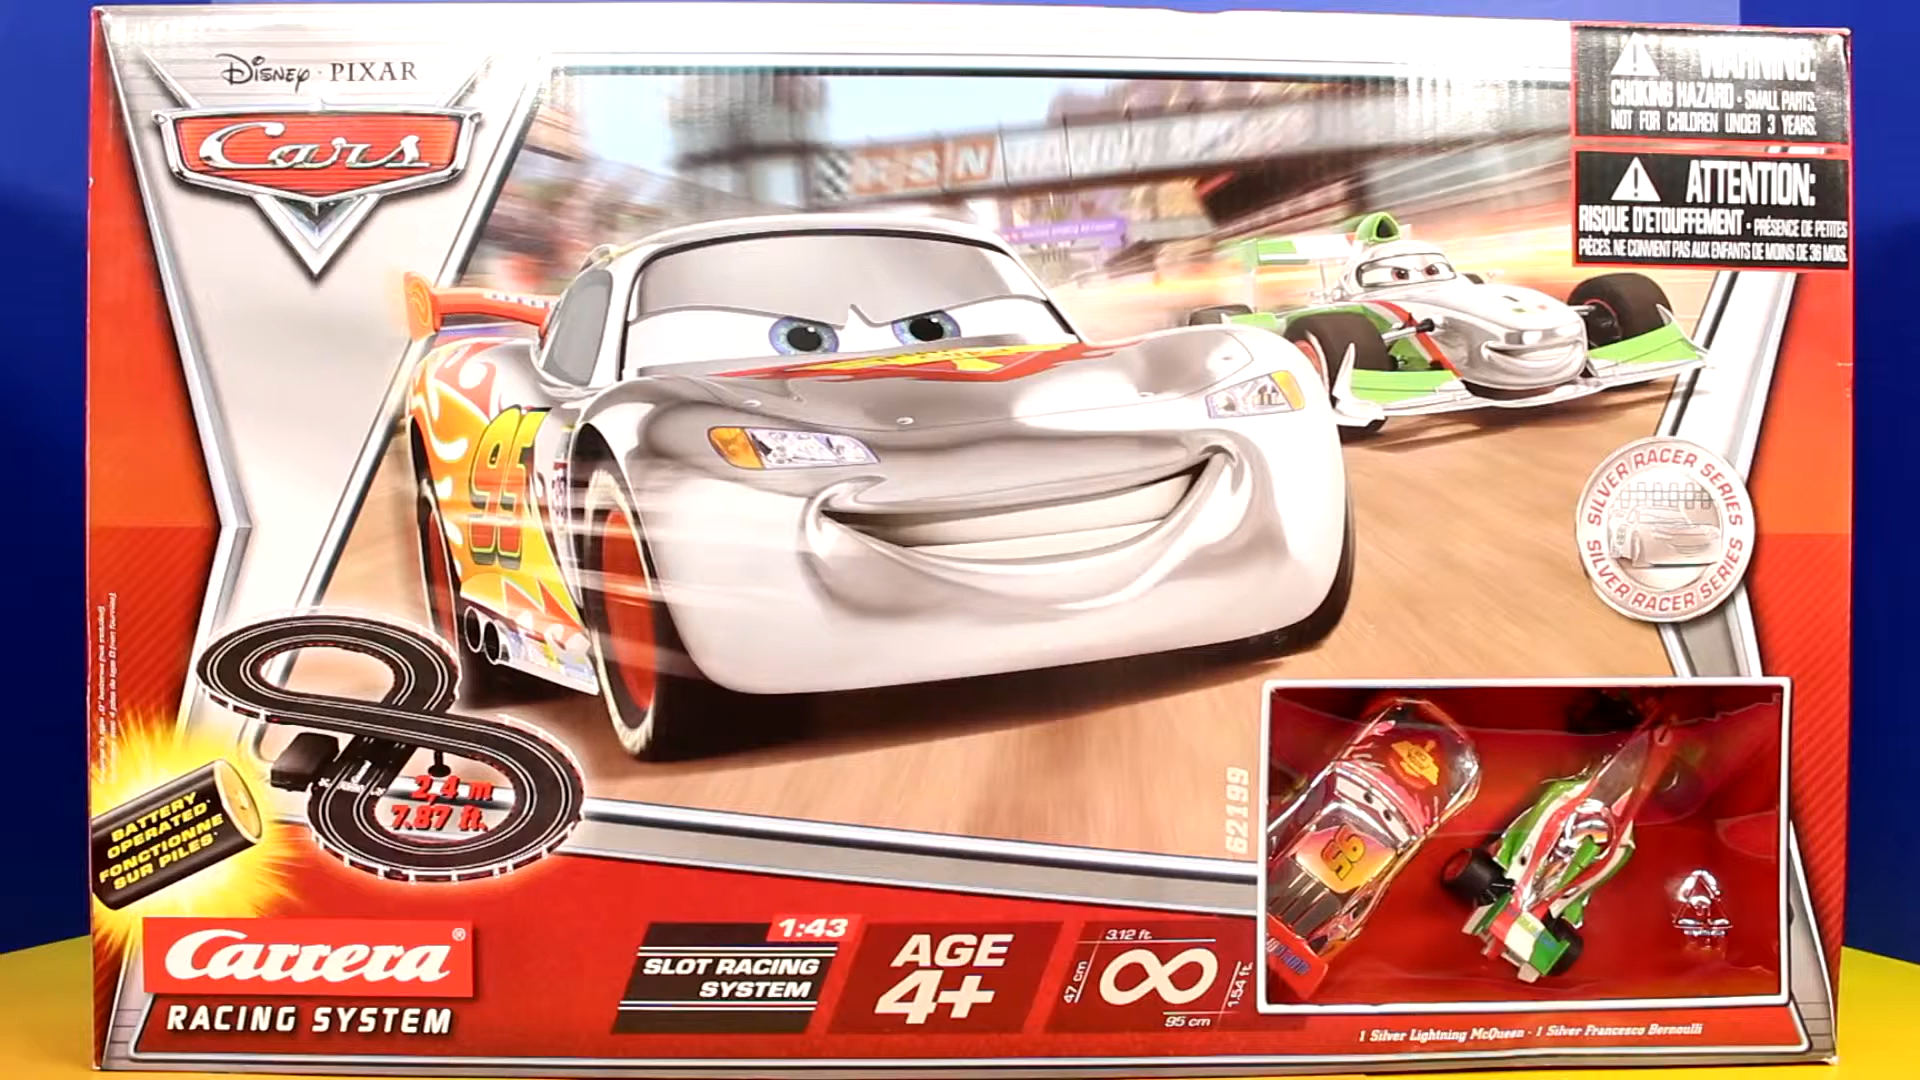 DISNEY · PIXAR
Cars
WARNING:
CHOKING HAZARD • SMALL PARTS.
NOT FOR CHILDREN UNDER 3 YEARS.
ATTENTION:
RISQUE D'ETOUFFEMENT • PRÉSENCE DE PETITES
PIÈCES. NE CONVIENT PAS AUX ENFANTS DE MOINS DE 36 MOIS.
RSN RACING
95
SILVER RACER SERIES
SILVER RACER SERIES
2,4 m
7.87 ft.
BATTERY
OPERATED*
FONCTIONNE
SUR PILES*
62199
95
Carrera®
RACING SYSTEM
1:43
SLOT RACING
SYSTEM
AGE
4+
3.12 ft.
47 cm
1.54 ft.
95 cm
1 Silver Lightning McQueen · 1 Silver Francesco Bernoulli